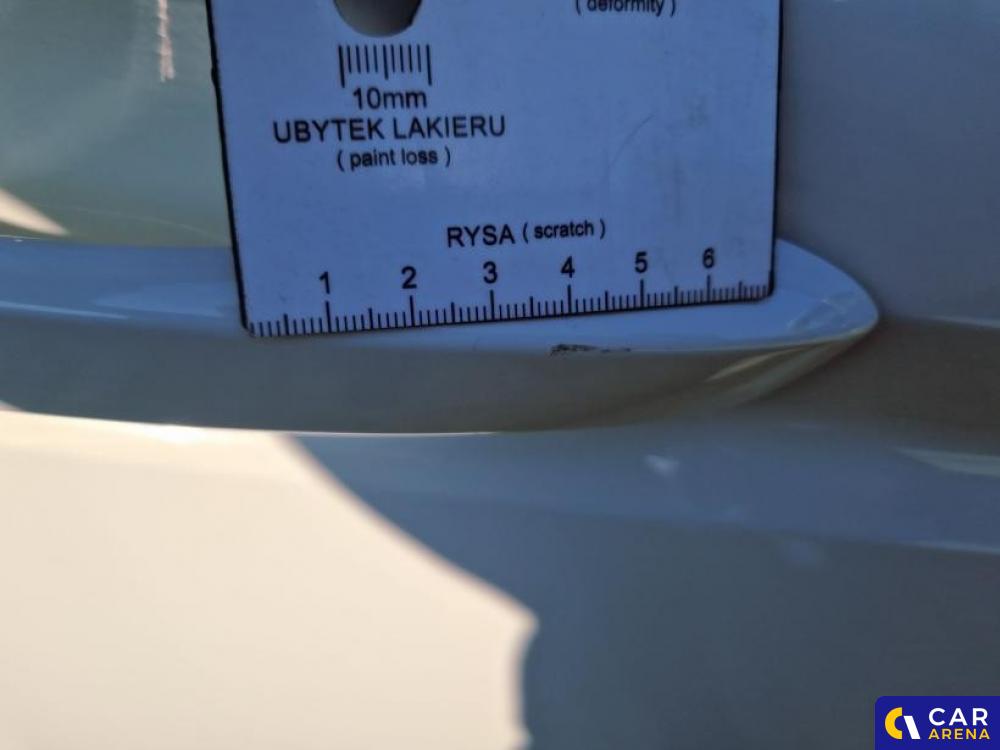 ( deformity )
10mm
UBYTEK LAKIERU
( paint loss )
RYSA ( scratch )
1 2 3 4 5 6
CAR
ARENA